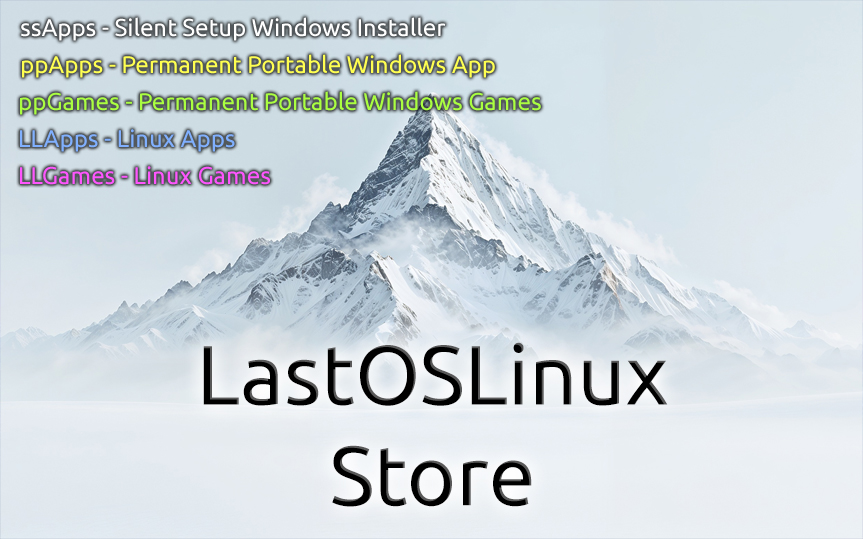 ssApps - Silent Setup Windows Installer
ppApps - Permanent Portable Windows App
ppGames - Permanent Portable Windows Games
LLApps - Linux Apps
LLGames - Linux Games
LastOSLinux
Store